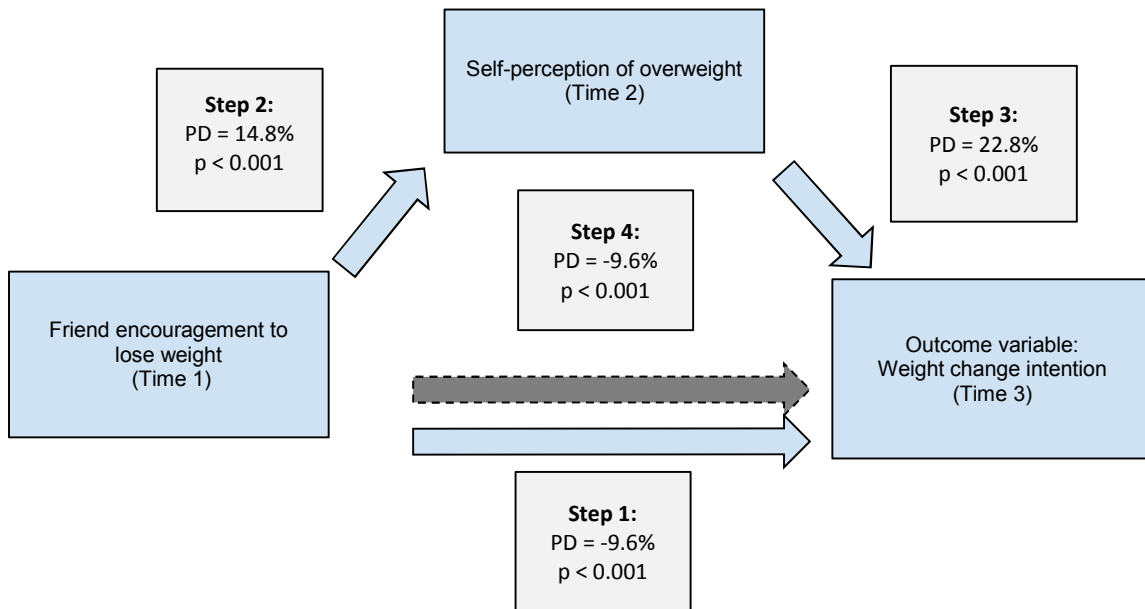 Self-perception of overweight
(Time 2)
Step 2:
PD = 14.8%
p < 0.001
Step 3:
PD = 22.8%
p < 0.001
Step 4:
PD = -9.6%
p < 0.001
Friend encouragement to
lose weight
(Time 1)
Outcome variable:
Weight change intention
(Time 3)
Step 1:
PD = -9.6%
p < 0.001